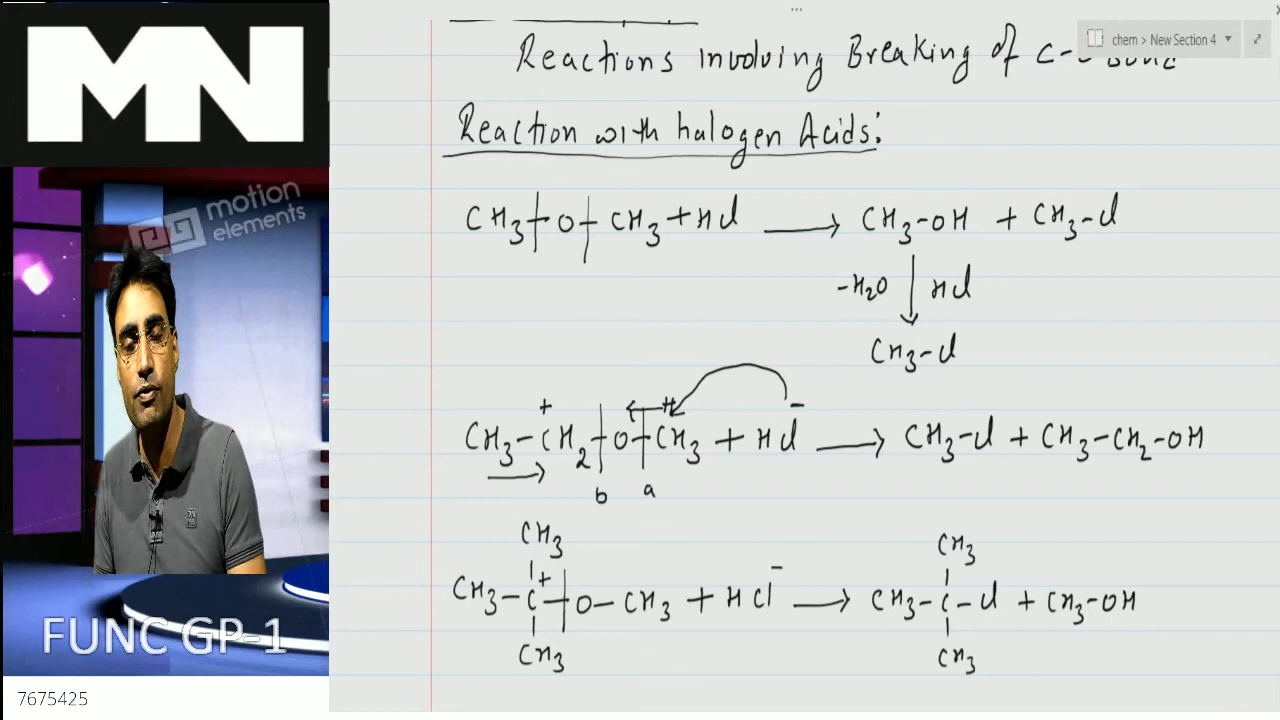 MN
motion
elements
FUNC GP-1
7675425
chem > New Section 4
Reactions involving Breaking of C-O Bond
Reaction with halogen Acids:
CH3-O-CH3 + HCl ⟶ CH3-OH + CH3-Cl
-H2O ↓ HCl
CH3-Cl
+ + -
CH3-CH2-O-CH3 + HCl ⟶ CH3-Cl + CH3-CH2-OH
b a
CH3 CH3
+ -
CH3-C-O-CH3 + HCl ⟶ CH3-C-Cl + CH3-OH
CH3 CH3